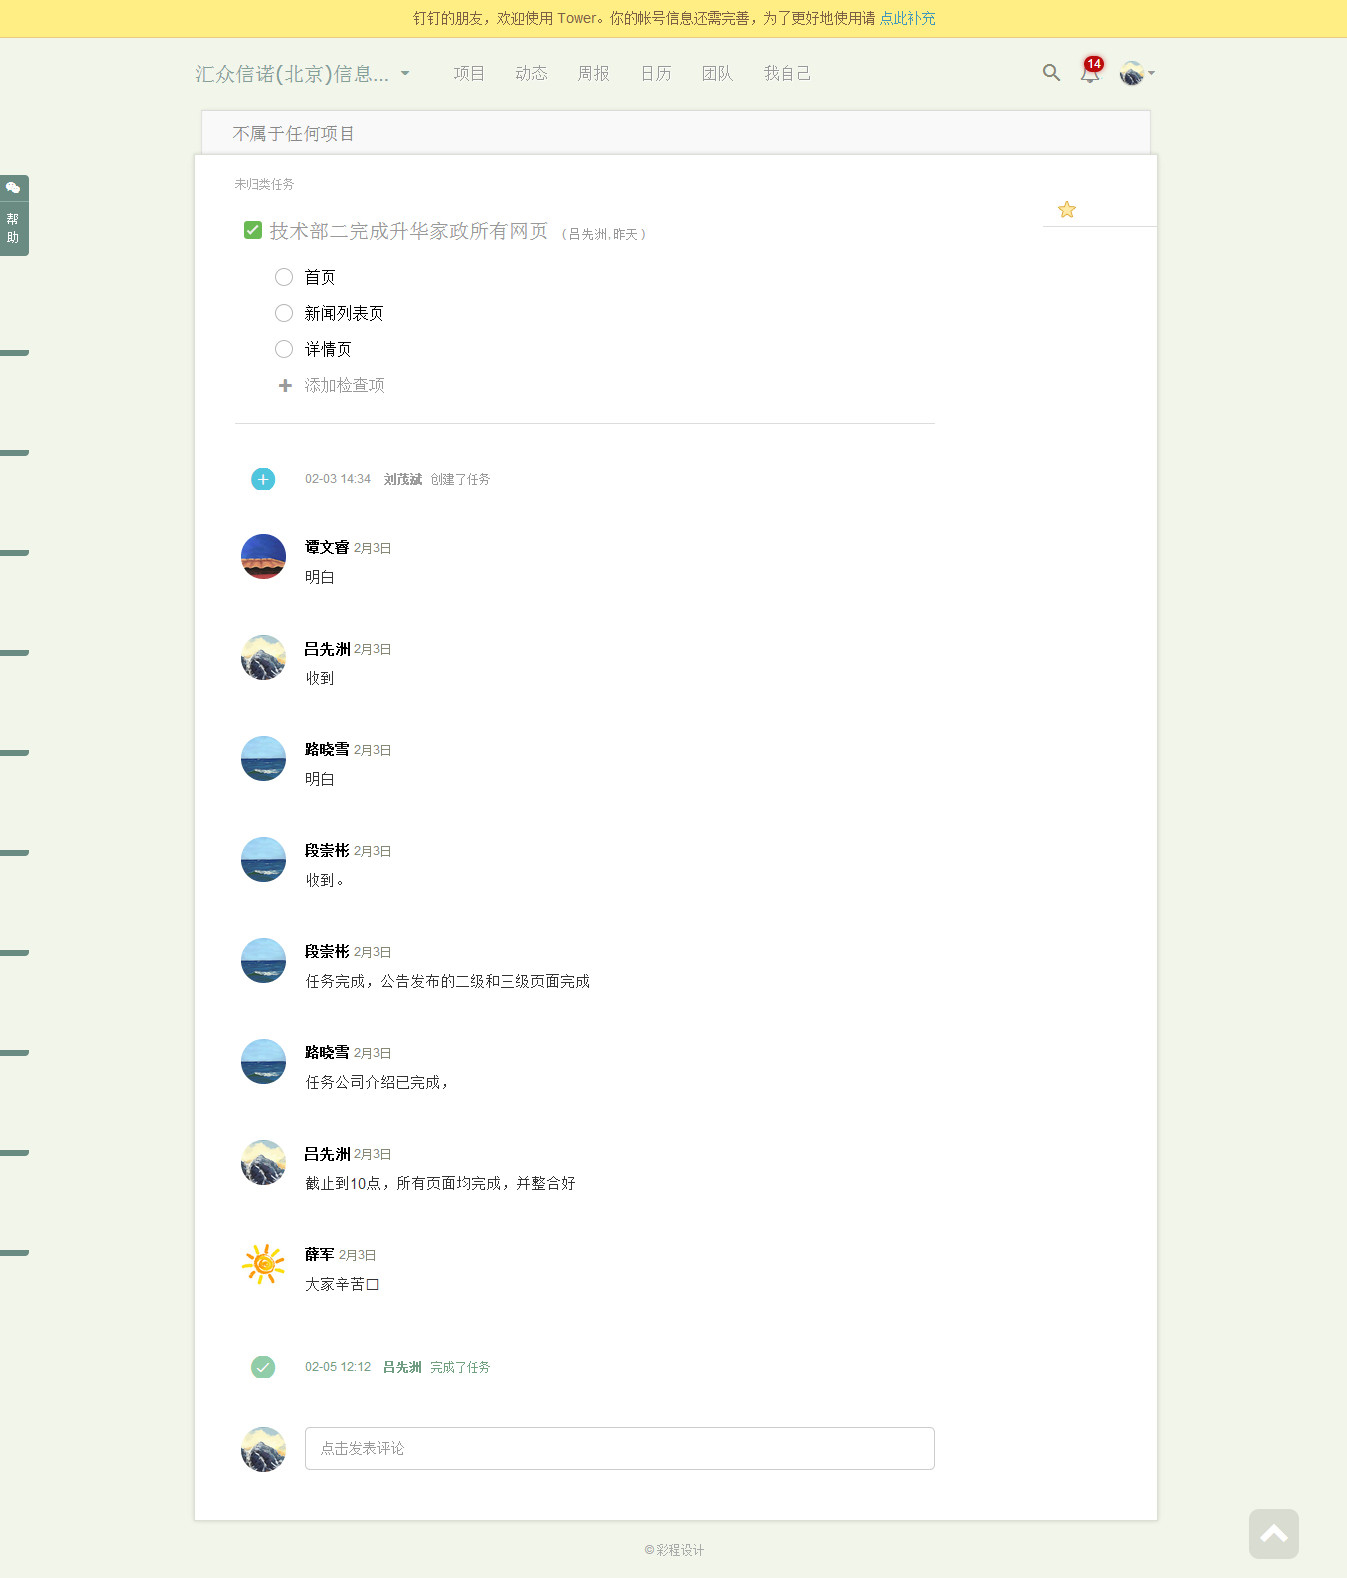 钉钉的朋友，欢迎使用 Tower。你的帐号信息还需完善，为了更好地使用请 点此补充
汇众信诺(北京)信息... 项目 动态 周报 日历 团队 我自己 14
不属于任何项目
帮助
未归类任务
技术部二完成升华家政所有网页 （吕先洲,昨天）
首页
新闻列表页
详情页
添加检查项
02-03 14:34 刘茂斌 创建了任务
谭文睿 2月3日
明白
吕先洲 2月3日
收到
路晓雪 2月3日
明白
段崇彬 2月3日
收到。
段崇彬 2月3日
任务完成，公告发布的二级和三级页面完成
路晓雪 2月3日
任务公司介绍已完成，
吕先洲 2月3日
截止到10点，所有页面均完成，并整合好
薛军 2月3日
大家辛苦
02-05 12:12 吕先洲 完成了任务
点击发表评论
© 彩程设计